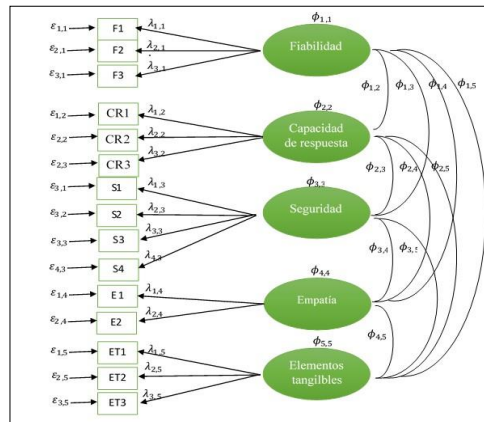 ε1,1 F1 λ1,1 ϕ1,1
ε2,1 F2 λ2,1 Fiabilidad
ε3,1 F3 λ3,1
ϕ1,2 ϕ1,3 ϕ1,4 ϕ1,5
ε1,2 CR1 λ1,2 ϕ2,2
ε2,2 CR2 λ2,2 Capacidad
ε2,3 CR3 λ3,2 de respuesta
ϕ2,3 ϕ2,4 ϕ2,5
ε3,1 S1 λ1,3 ϕ3,3
ε3,2 S2 λ2,3 Seguridad
ε3,3 S3 λ3,3
ε4,3 S4 λ4,3
ϕ3,4 ϕ3,5
ε1,4 E1 λ1,4 ϕ4,4
ε2,4 E2 λ2,4 Empatía
ϕ4,5
ε1,5 ET1 λ1,5 ϕ5,5
ε2,5 ET2 λ2,5 Elementos
ε3,5 ET3 λ3,5 tangibles